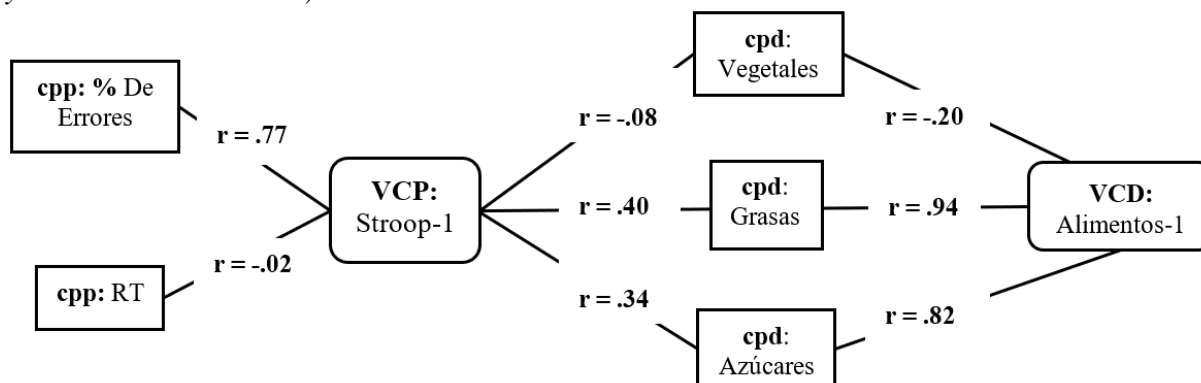 cpp: % De
Errores
r = .77
cpp: RT
r = -.02
VCP:
Stroop-1
r = -.08
r = .40
r = .34
cpd:
Vegetales
cpd:
Grasas
cpd:
Azúcares
r = -.20
r = .94
r = .82
VCD:
Alimentos-1